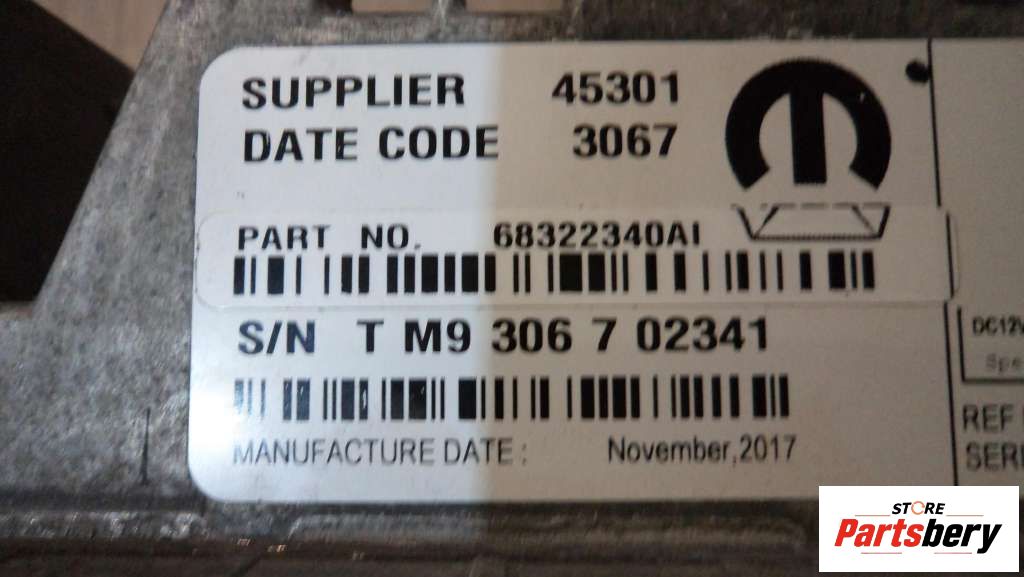 SUPPLIER 45301
DATE CODE 3067
PART NO. 68322340AI
S/N T M9 306 7 02341
MANUFACTURE DATE : November,2017
DC12V
REF
STORE
Partsbery